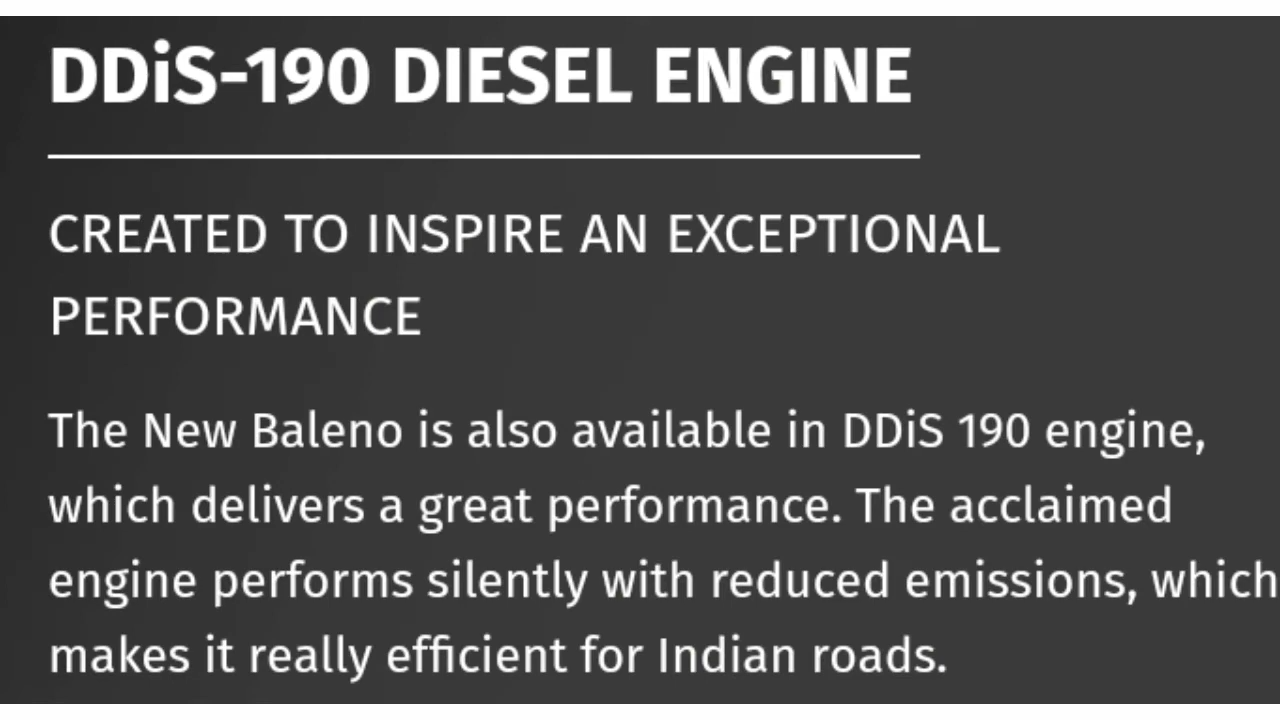 DDiS-190 DIESEL ENGINE
CREATED TO INSPIRE AN EXCEPTIONAL
PERFORMANCE
The New Baleno is also available in DDiS 190 engine,
which delivers a great performance. The acclaimed
engine performs silently with reduced emissions, which
makes it really efficient for Indian roads.